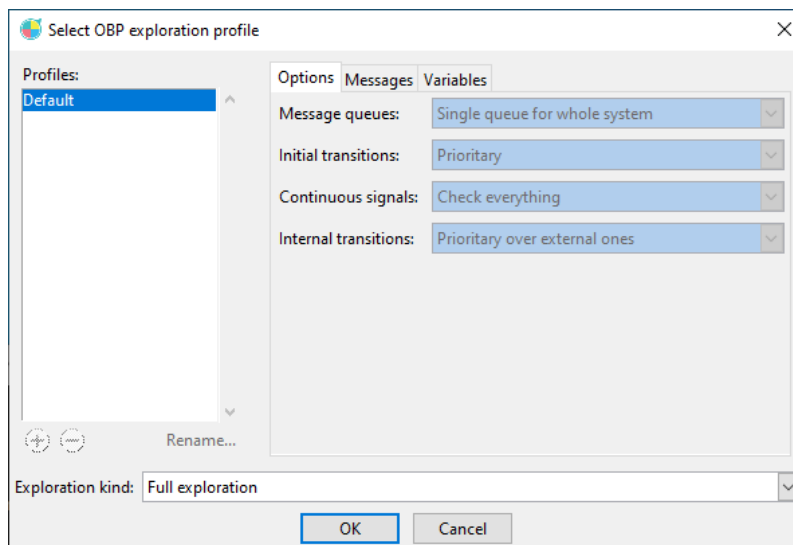 Select OBP exploration profile
Profiles:
Default
Rename...
Options Messages Variables
Message queues: Single queue for whole system
Initial transitions: Prioritary
Continuous signals: Check everything
Internal transitions: Prioritary over external ones
Exploration kind: Full exploration
OK Cancel